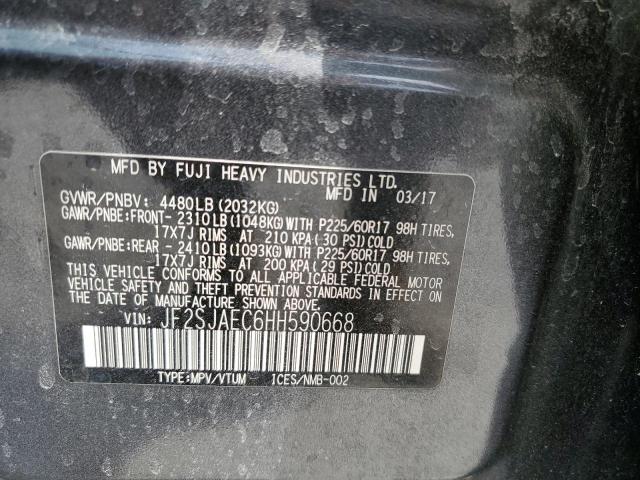 MFD BY FUJI HEAVY INDUSTRIES LTD.
MFD IN 03/17
GVWR/PNBV: 4480LB(2032KG)
GAWR/PNBE:FRONT-2310LB(1048KG)WITH P225/60R17 98H TIRES,
17X7J RIMS AT 210 KPA(30 PSI)COLD
GAWR/PNBE:REAR -2410LB(1093KG)WITH P225/60R17 98H TIRES,
17X7J RIMS AT 200 KPA(29 PSI)COLD
THIS VEHICLE CONFORMS TO ALL APPLICABLE FEDERAL MOTOR
VEHICLE SAFETY AND THEFT PREVENTION STANDARDS IN EFFECT ON
THE DATE OF MANUFACTURE SHOWN ABOVE.
VIN: JF2SJAEC6HH590668
TYPE:MPV/VTUM ICES/NMB-002